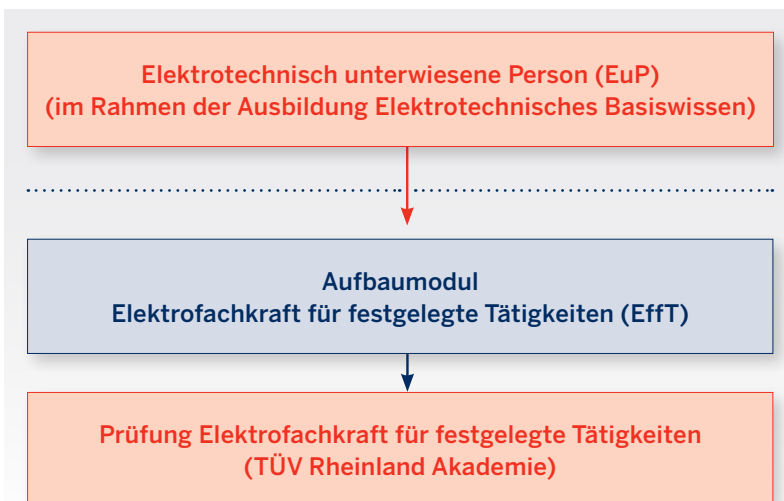 Elektrotechnisch unterwiesene Person (EuP)
(im Rahmen der Ausbildung Elektrotechnisches Basiswissen)
Aufbaumodul
Elektrofachkraft für festgelegte Tätigkeiten (EffT)
Prüfung Elektrofachkraft für festgelegte Tätigkeiten
(TÜV Rheinland Akademie)